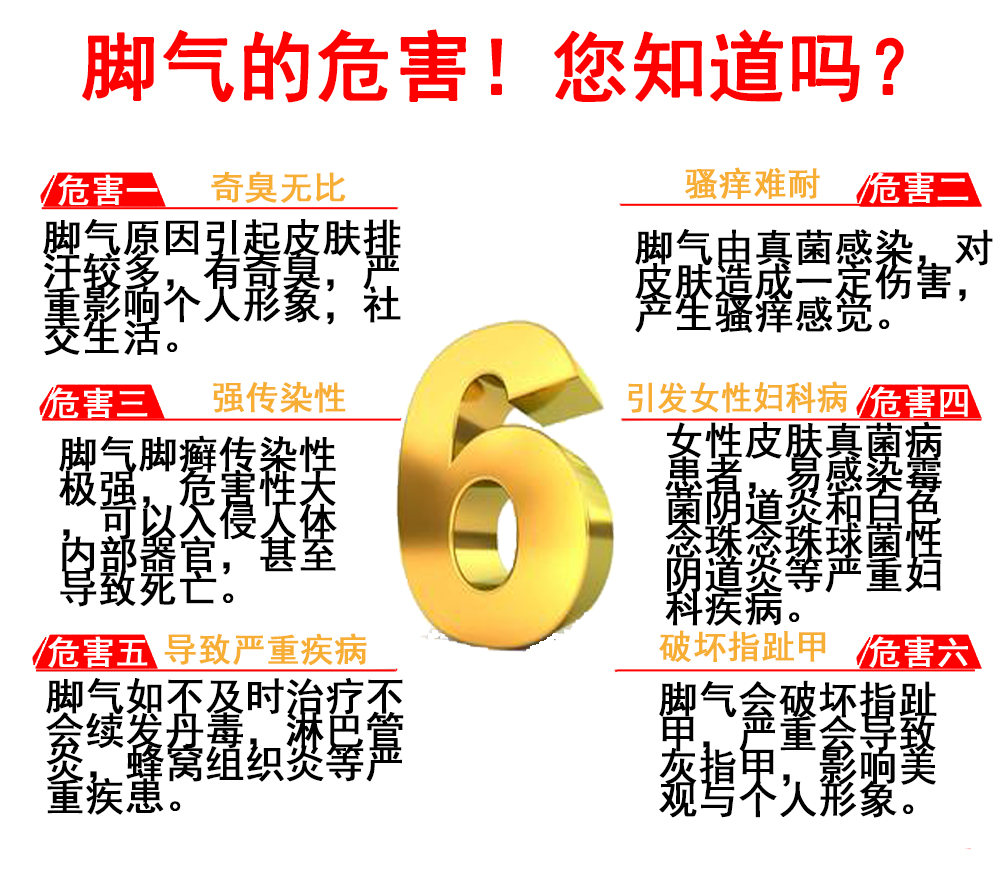 脚气的危害！您知道吗？
危害一 奇臭无比
脚气原因引起皮肤排
汗较多，有奇臭，严
重影响个人形象，社
交生活。
骚痒难耐 危害二
脚气由真菌感染，对
皮肤造成一定伤害，
产生骚痒感觉。
危害三 强传染性
脚气脚癣传染性
极强，危害性大
，可以入侵人体
内部器官，甚至
导致死亡。
引发女性妇科病 危害四
女性皮肤真菌病
患者，易感染霉
菌阴道炎和白色
念珠念珠球菌性
阴道炎等严重妇
科疾病。
危害五 导致严重疾病
脚气如不及时治疗不
会续发丹毒，淋巴管
炎，蜂窝组织炎等严
重疾患。
破坏指趾甲 危害六
脚气会破坏指趾
甲，严重会导致
灰指甲，影响美
观与个人形象。
6